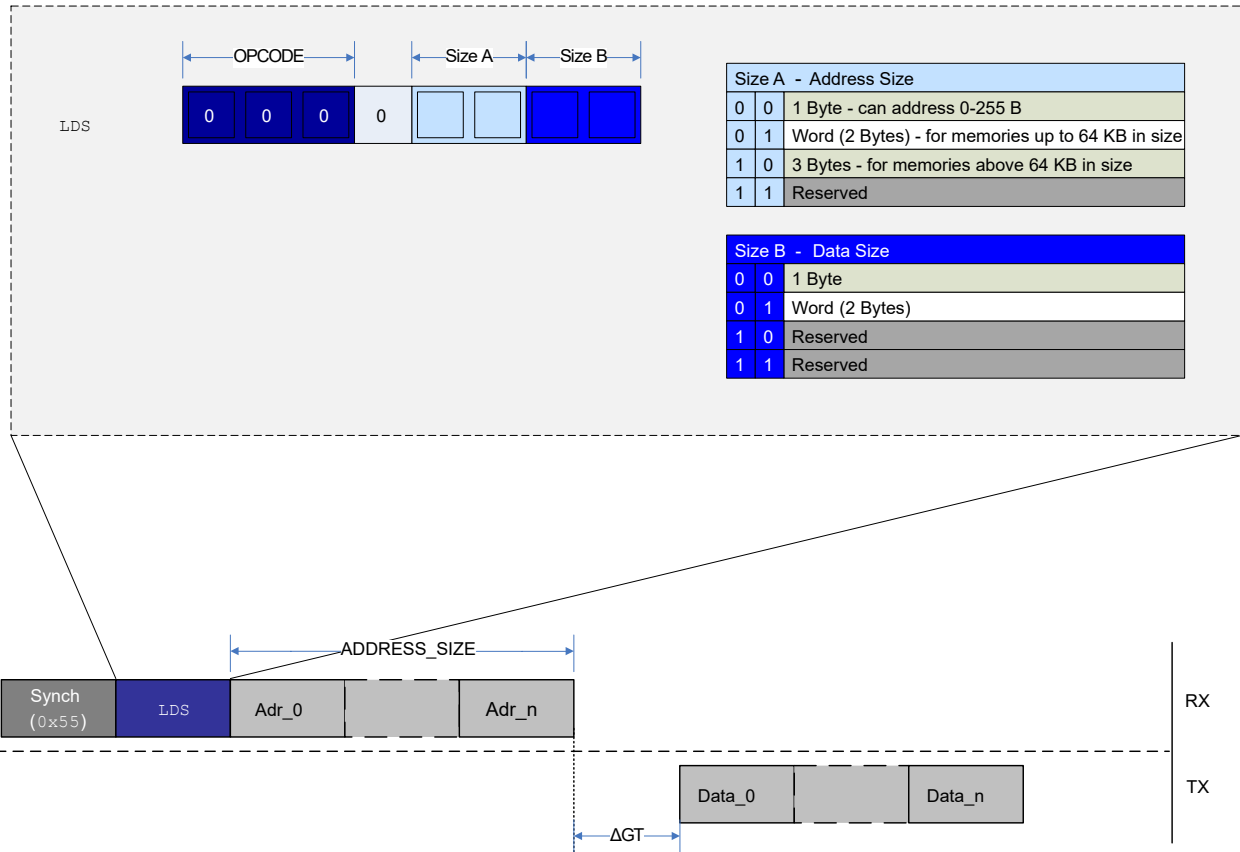 OPCODE Size A Size B
LDS
0 0 0 0
Size A - Address Size
0 0 1 Byte - can address 0-255 B
0 1 Word (2 Bytes) - for memories up to 64 KB in size
1 0 3 Bytes - for memories above 64 KB in size
1 1 Reserved
Size B - Data Size
0 0 1 Byte
0 1 Word (2 Bytes)
1 0 Reserved
1 1 Reserved
ADDRESS_SIZE
Synch
(0x55)
LDS
Adr_0
Adr_n
RX
Data_0
Data_n
TX
ΔGT